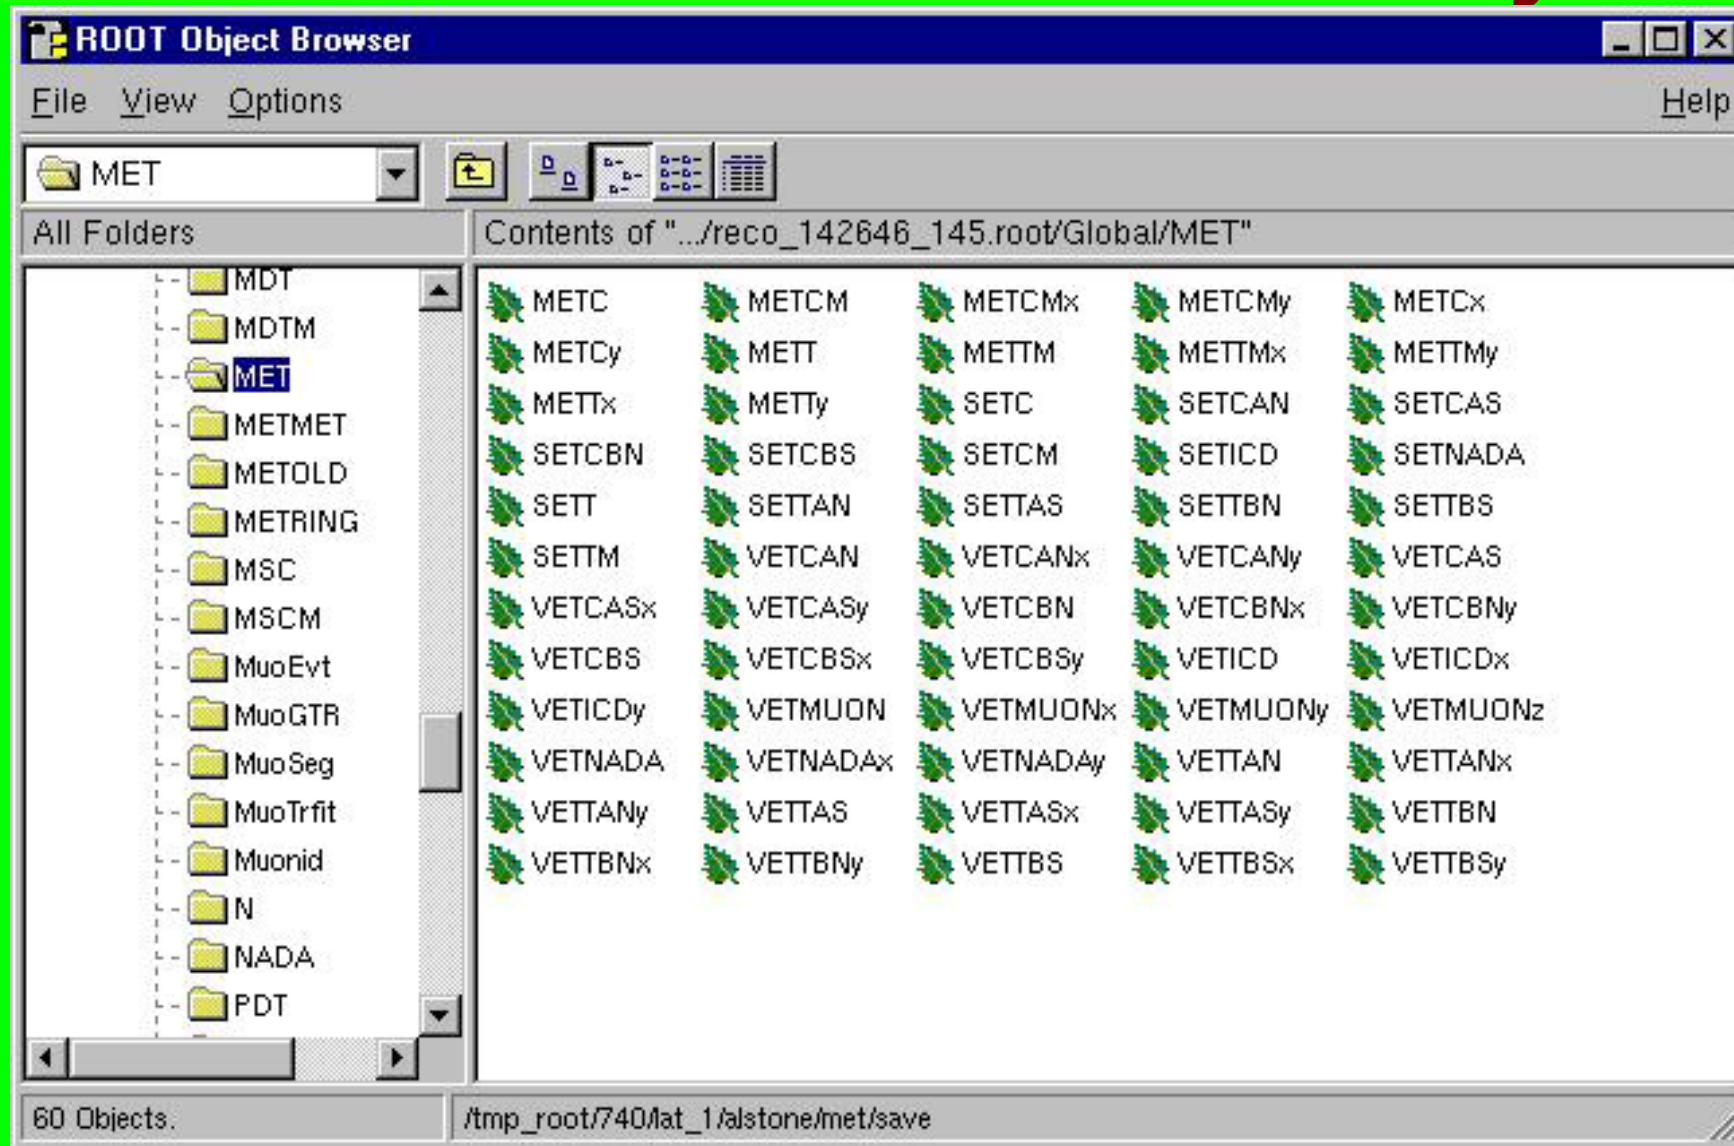 ROOT Object Browser
File View Options Help
MET
All Folders
Contents of ".../reco_142646_145.root/Global/MET"
MDT
MDTM
MET
METMET
METOLD
METRING
MSC
MSCM
MuoEvt
MuoGTR
MuoSeg
MuoTrfit
Muonid
N
NADA
PDT
METC METCM METCMx METCMy METCx
METCy METT METTM METTMx METTMy
METTx METTy SETC SETCAN SETCAS
SETCBN SETCBS SETCM SETICD SETNADA
SETT SETTAN SETTAS SETTBN SETTBS
SETTM VETCAN VETCANx VETCANy VETCAS
VETCASx VETCASy VETCBN VETCBNx VETCBNy
VETCBS VETCBSx VETCBSy VETICD VETICDx
VETICDy VETMUON VETMUONx VETMUONy VETMUONz
VETNADA VETNADAx VETNADAy VETTAN VETTANx
VETTANy VETTAS VETTASx VETTASy VETTBN
VETTBNx VETTBNy VETTBS VETTBSx VETTBSy
60 Objects.
/tmp_root/740/lat_1/alstone/met/save